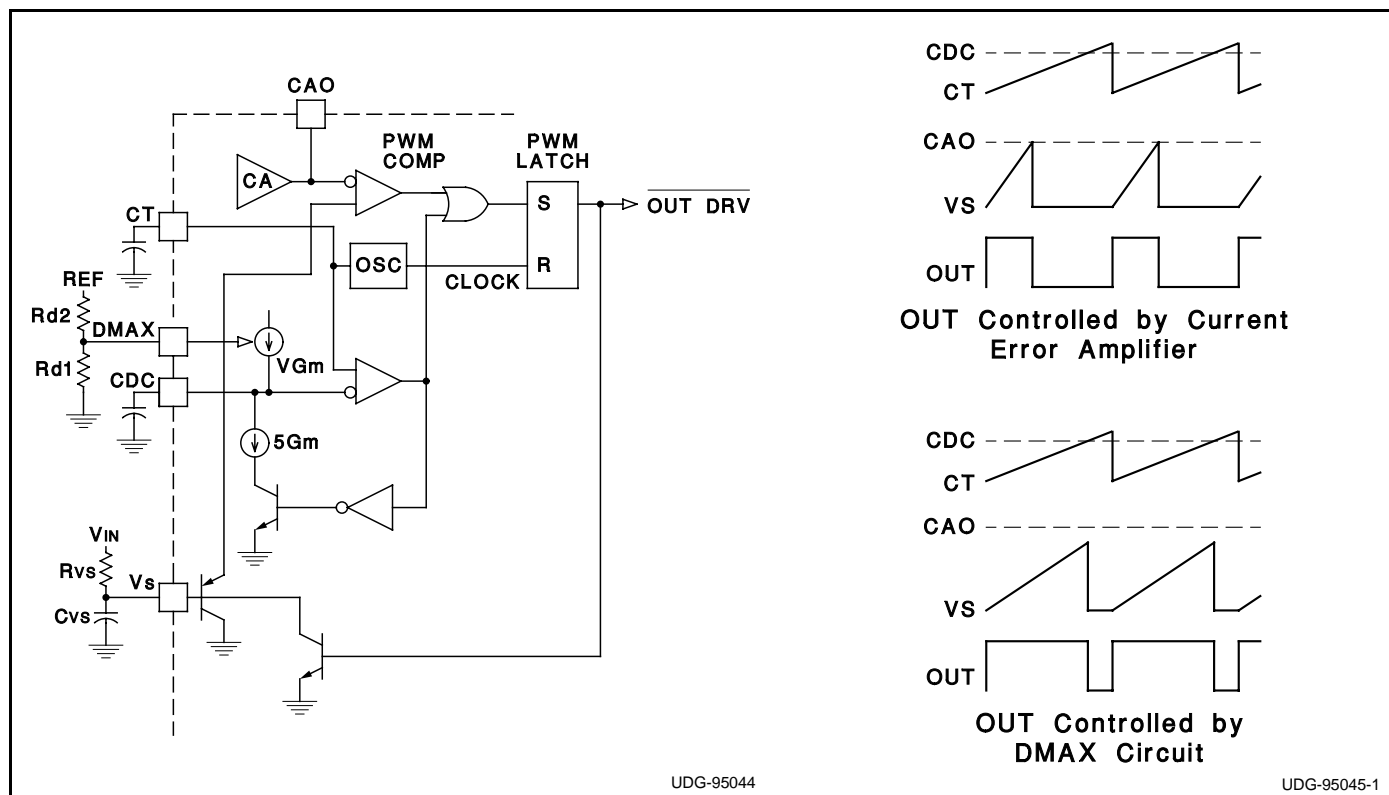 CAO
PWM
COMP
PWM
LATCH
CA
S
OUT DRV
CT
OSC
CLOCK
R
REF
Rd2
DMAX
VGm
Rd1
CDC
5Gm
VIN
Rvs
Vs
Cvs
UDG-95044
CDC
CT
CAO
VS
OUT
OUT Controlled by Current
Error Amplifier
CDC
CT
CAO
VS
OUT
OUT Controlled by
DMAX Circuit
UDG-95045-1